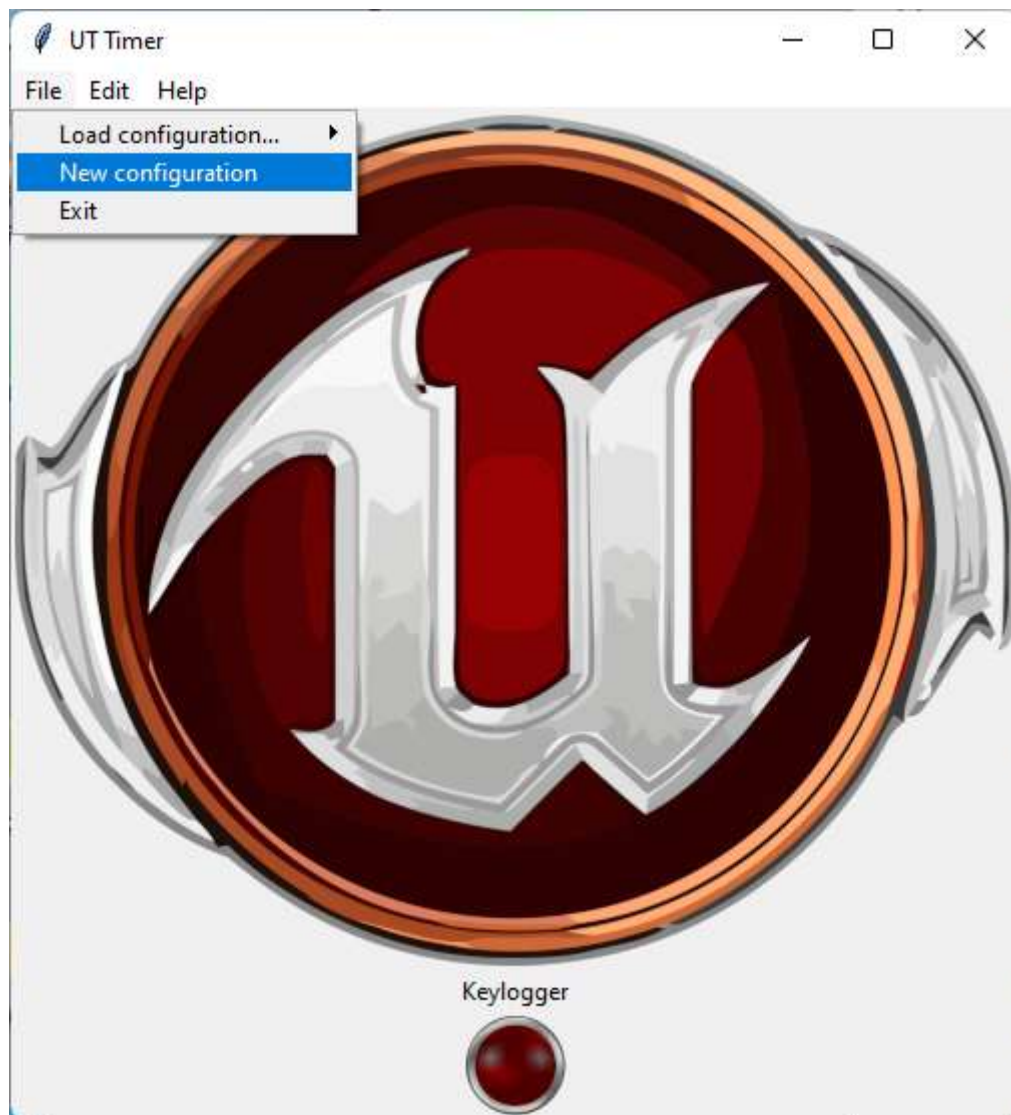 UT Timer
File Edit Help
Load configuration...
New configuration
Exit
Keylogger